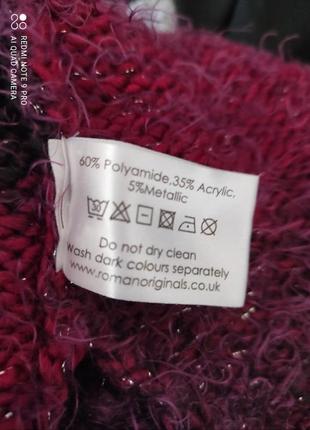 REDMI NOTE 9 PRO
AI QUAD CAMERA
60% Polyamide,35% Acrylic,
5%Metallic
30
Do not dry clean
Wash dark colours separately
www.romanoriginals.co.uk